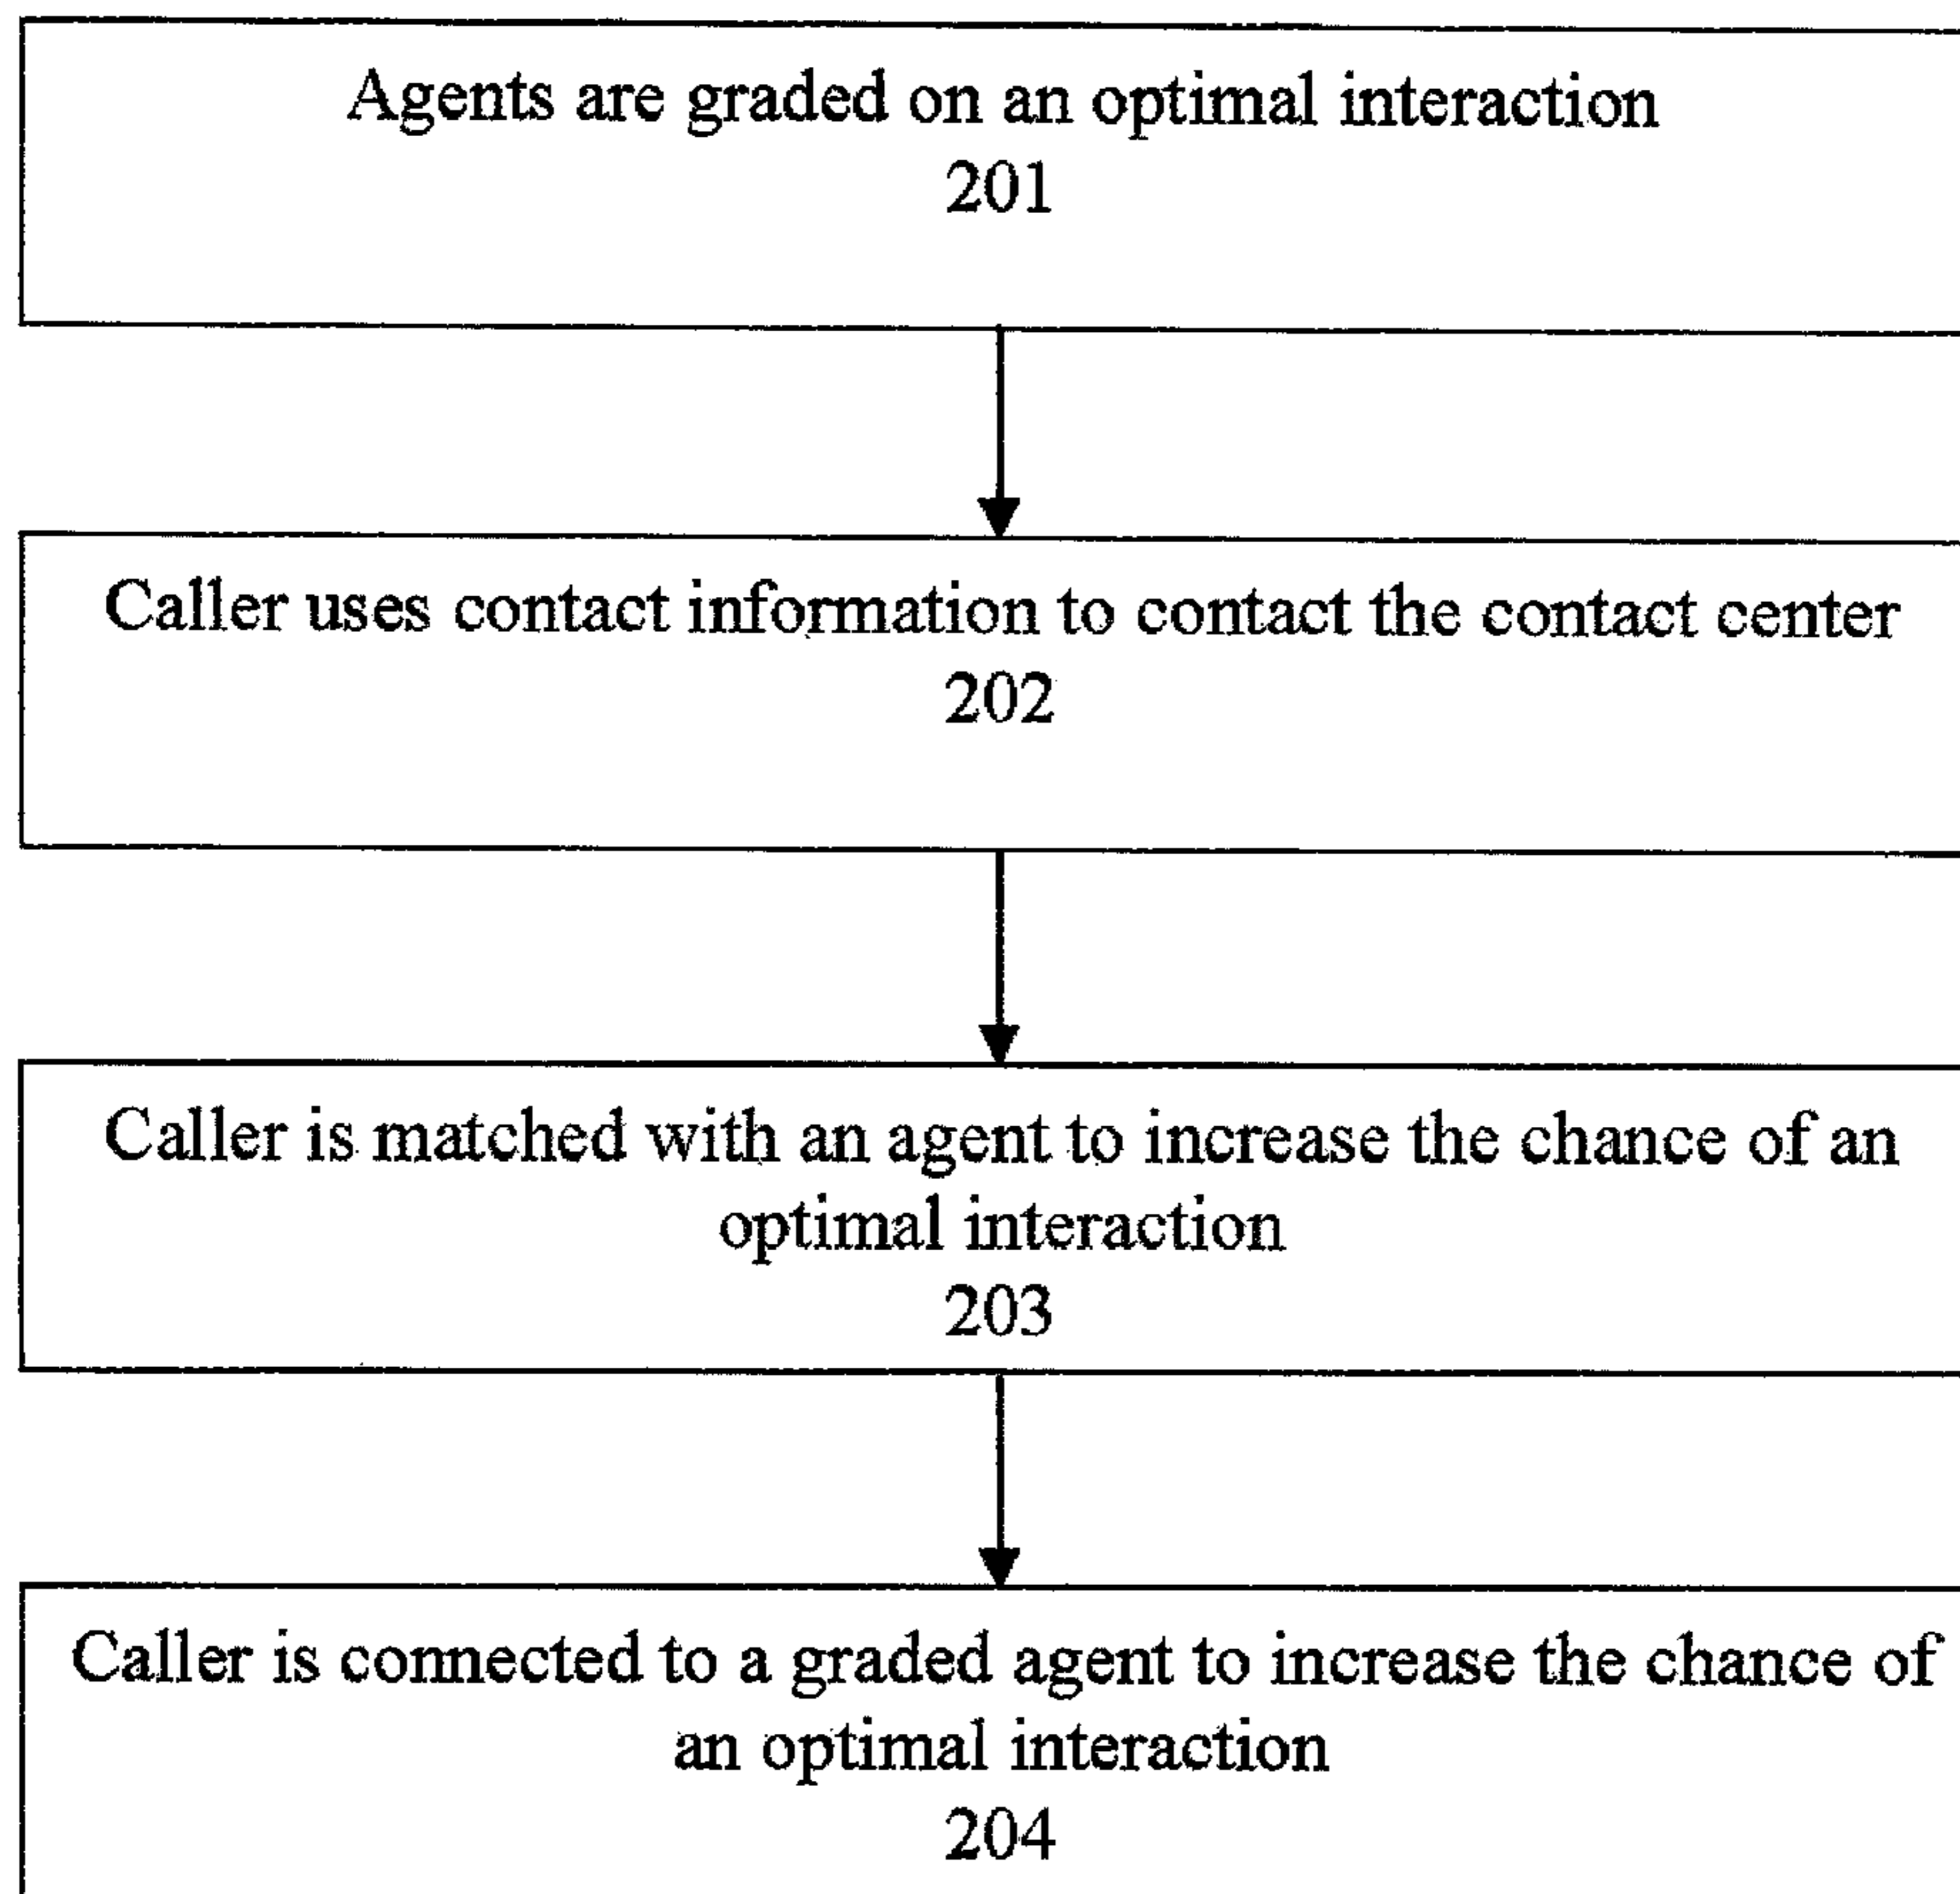 Agents are graded on an optimal interaction
201
Caller uses contact information to contact the contact center
202
Caller is matched with an agent to increase the chance of an
optimal interaction
203
Caller is connected to a graded agent to increase the chance of
an optimal interaction
204